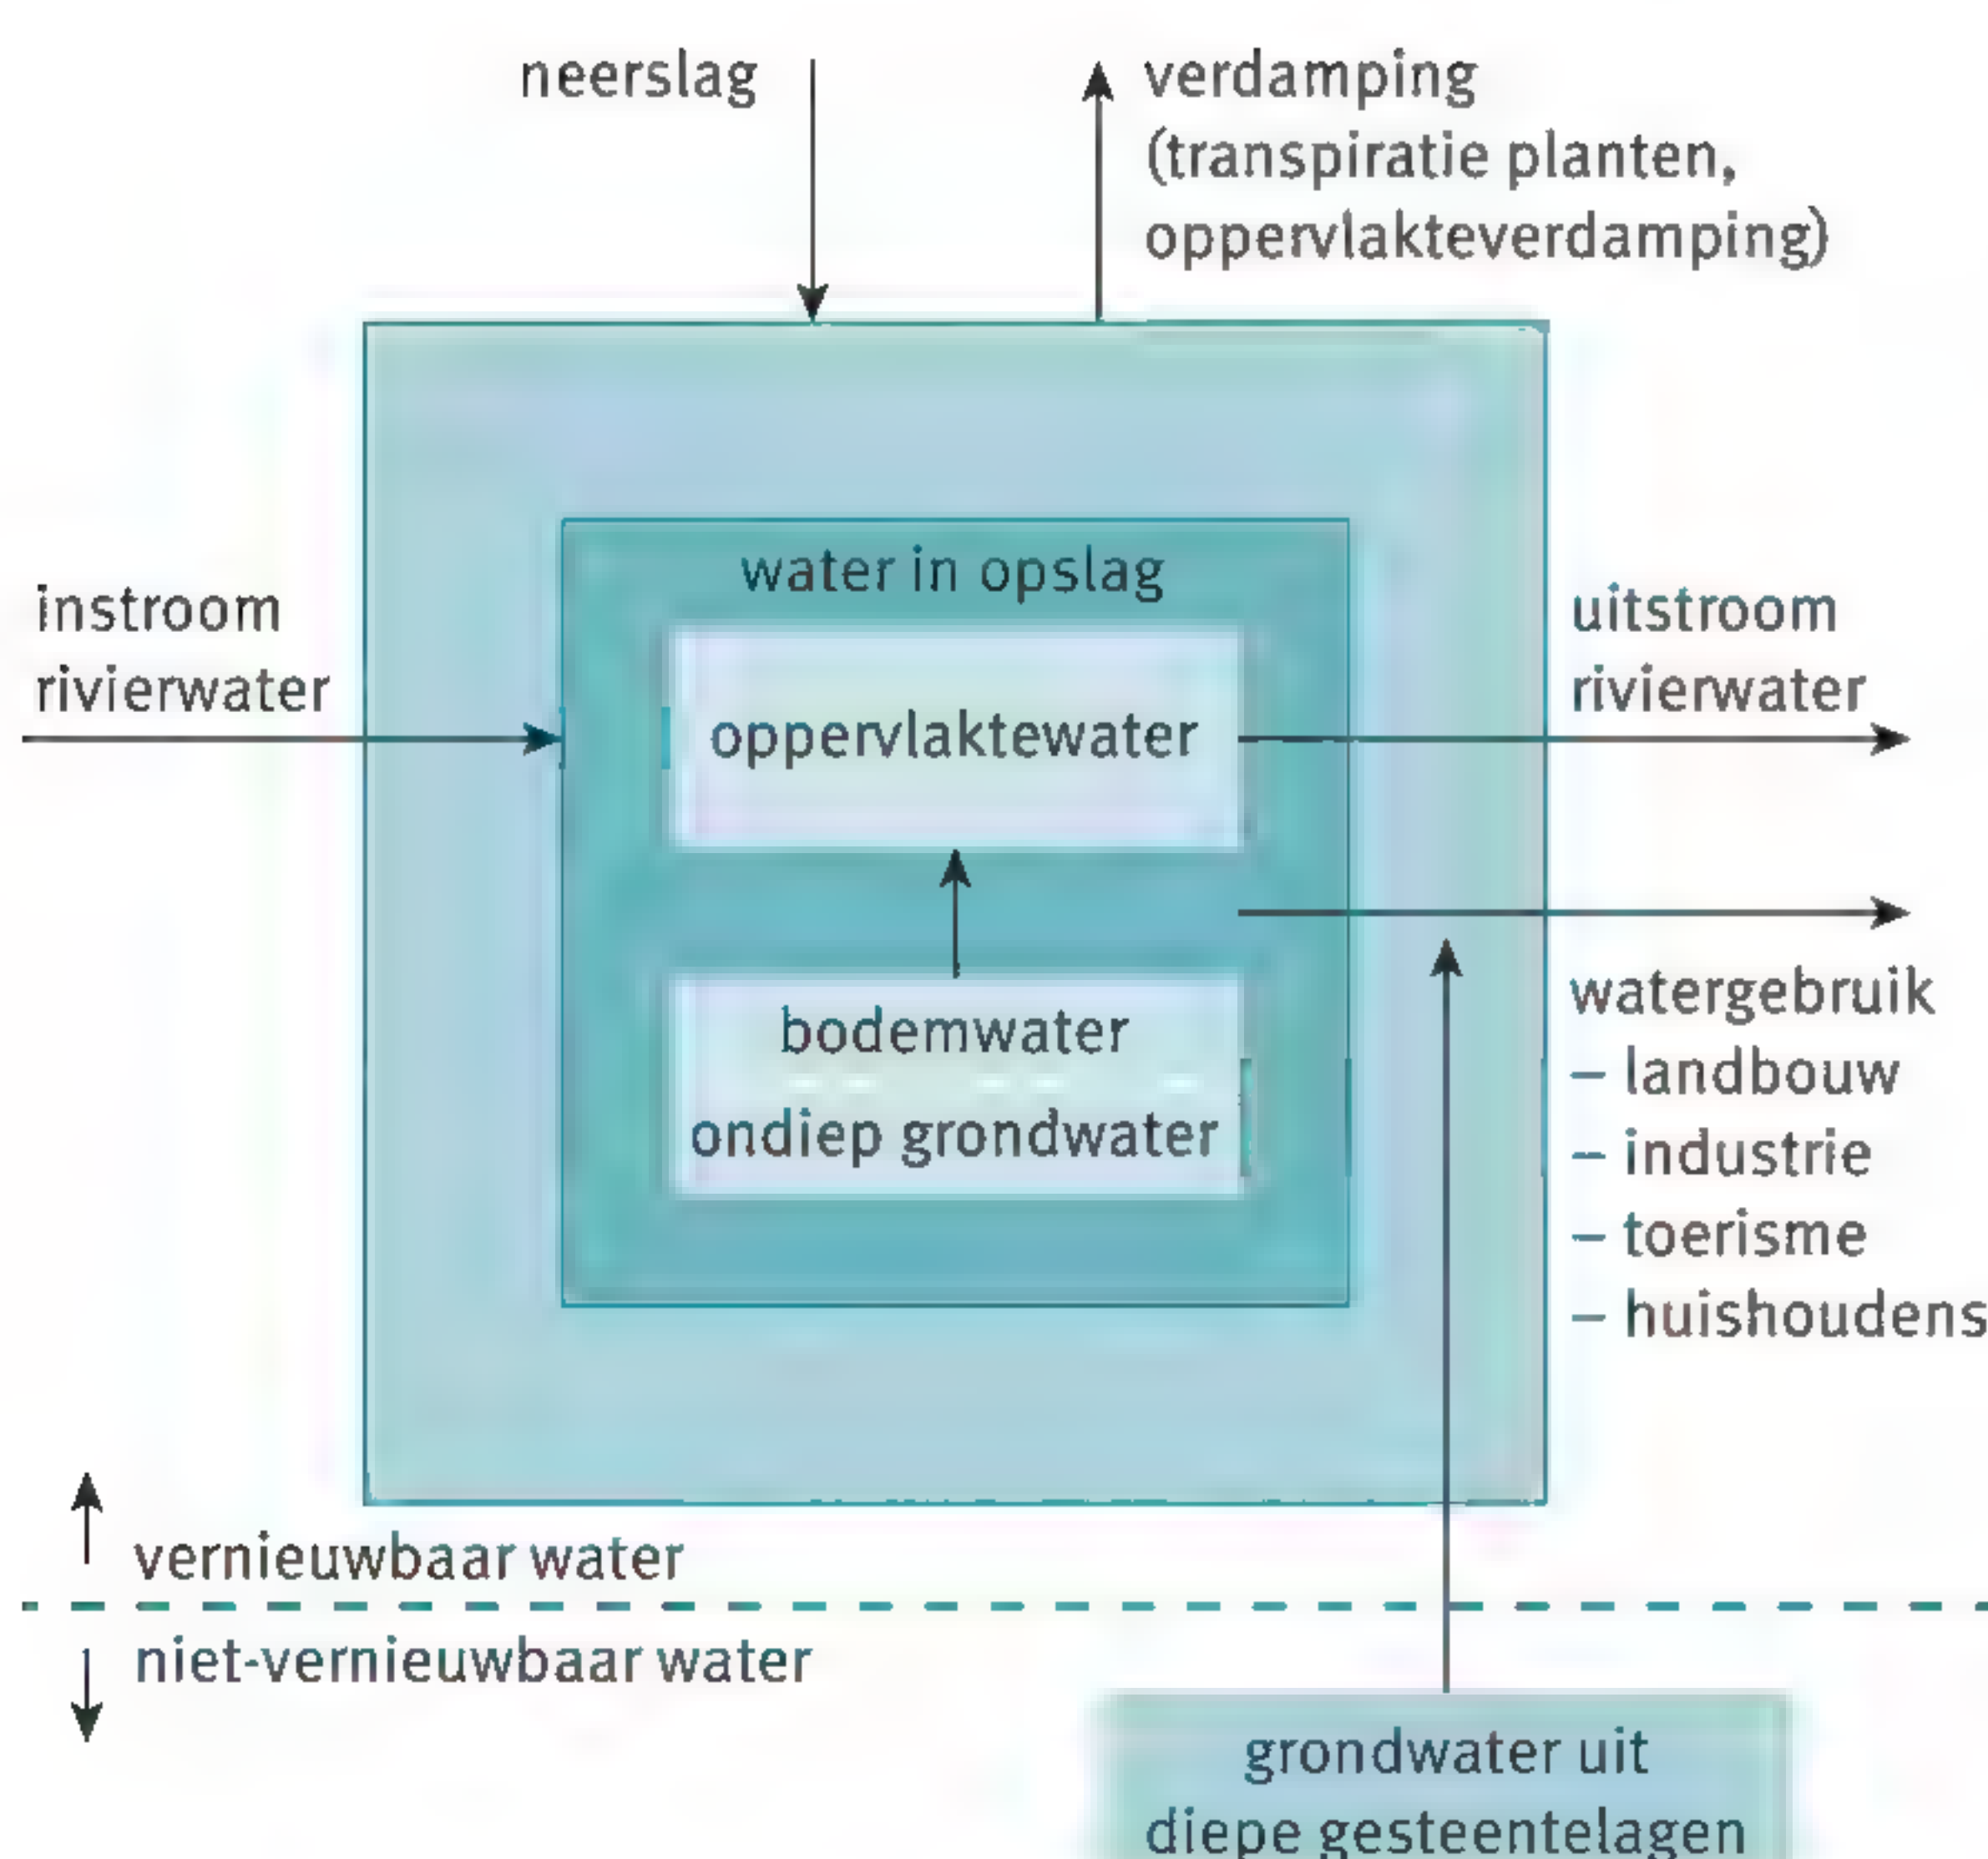 neerslag
verdamping
(transpiratie planten,
oppervlakteverdamping)
water in opslag
instroom
rivierwater
oppervlaktewater
uitstroom
rivierwater
bodemwater
ondiep grondwater
watergebruik
– landbouw
– industrie
– toerisme
– huishoudens
vernieuwbaar water
niet-vernieuwbaar water
grondwater uit
diepe gesteentelagen